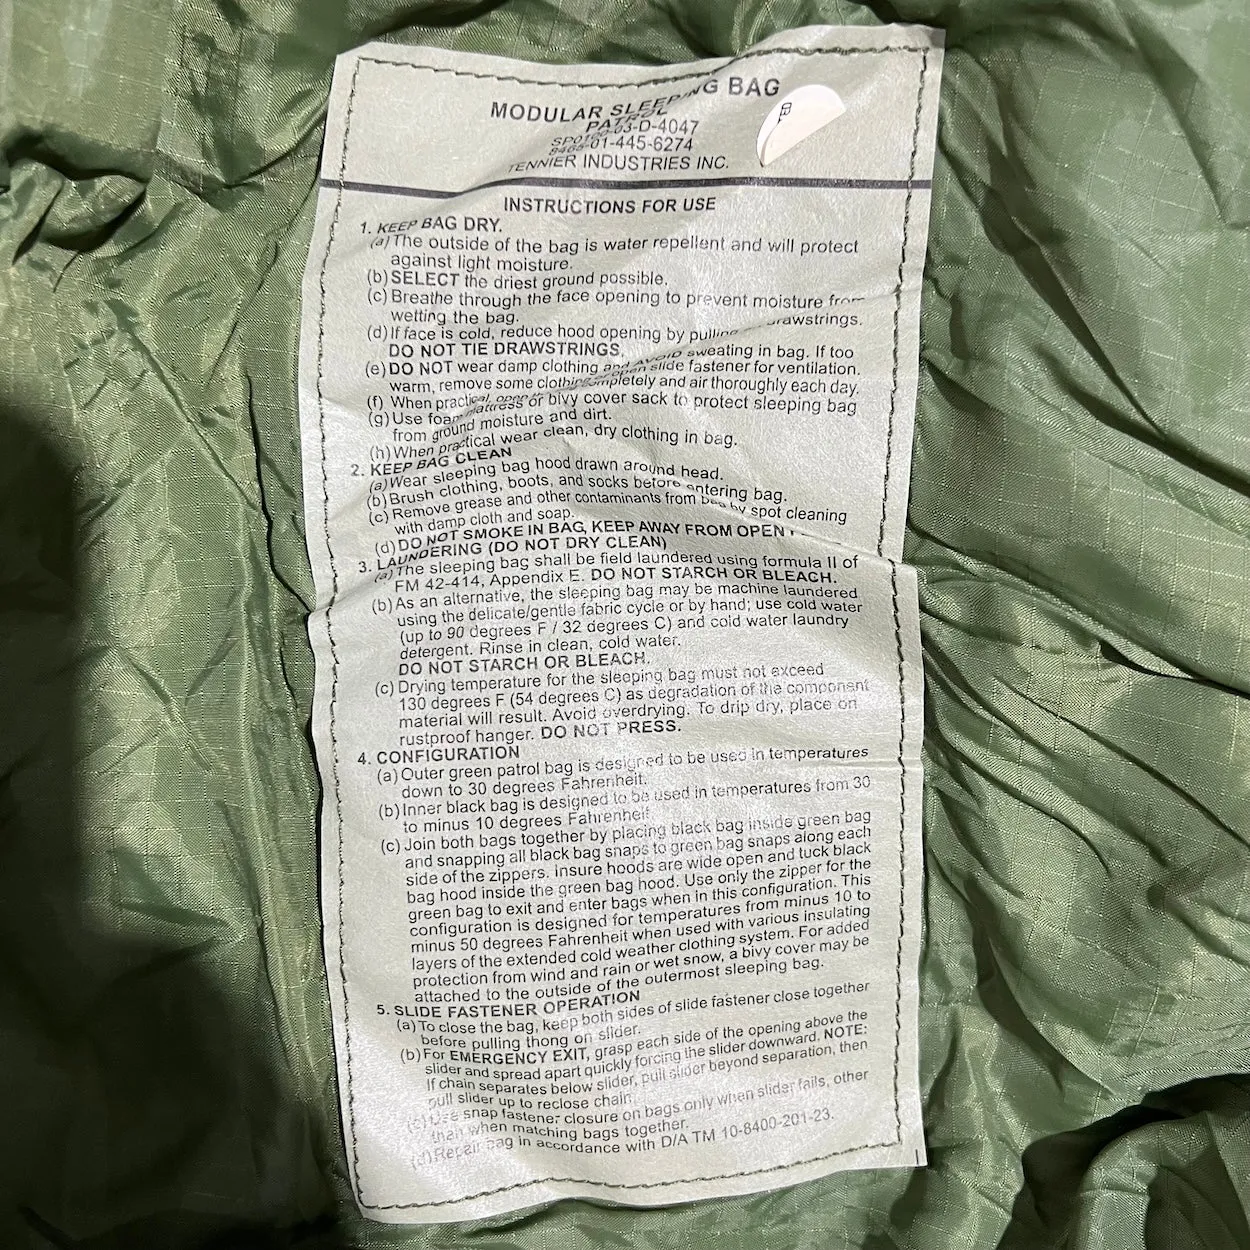 MODULAR SLEEPING BAG
PATROL
SP0100-03-D-4047
8465-01-445-6274
TENNIER INDUSTRIES INC.
INSTRUCTIONS FOR USE
1. KEEP BAG DRY.
(a) The outside of the bag is water repellent and will protect
against light moisture.
(b) SELECT the driest ground possible.
(c) Breathe through the face opening to prevent moisture from
wetting the bag.
(d) If face is cold, reduce hood opening by pulling drawstrings.
DO NOT TIE DRAWSTRINGS.
(e) DO NOT wear damp clothing and AVOID sweating in bag. If too
warm, remove some clothing open slide fastener for ventilation.
(f) When practical, open completely and air thoroughly each day.
(g) Use foam mattress or bivy cover sack to protect sleeping bag
from ground moisture and dirt.
(h) When practical wear clean, dry clothing in bag.
2. KEEP BAG CLEAN
(a) Wear sleeping bag hood drawn around head.
(b) Brush clothing, boots, and socks before entering bag.
(c) Remove grease and other contaminants from bag by spot cleaning
with damp cloth and soap.
(d) DO NOT SMOKE IN BAG, KEEP AWAY FROM OPEN
3. LAUNDERING (DO NOT DRY CLEAN)
(a) The sleeping bag shall be field laundered using formula II of
FM 42-414, Appendix E. DO NOT STARCH OR BLEACH.
(b) As an alternative, the sleeping bag may be machine laundered
using the delicate/gentle fabric cycle or by hand; use cold water
(up to 90 degrees F / 32 degrees C) and cold water laundry
detergent. Rinse in clean, cold water.
DO NOT STARCH OR BLEACH.
(c) Drying temperature for the sleeping bag must not exceed
130 degrees F (54 degrees C) as degradation of the component
material will result. Avoid overdrying. To drip dry, place on
rustproof hanger. DO NOT PRESS.
4. CONFIGURATION
(a) Outer green patrol bag is designed to be used in temperatures
down to 30 degrees Fahrenheit.
(b) Inner black bag is designed to be used in temperatures from 30
to minus 10 degrees Fahrenheit.
(c) Join both bags together by placing black bag inside green bag
and snapping all black bag snaps to green bag snaps along each
side of the zippers. Insure hoods are wide open and tuck black
bag hood inside the green bag hood. Use only the zipper for the
green bag to exit and enter bags when in this configuration. This
configuration is designed for temperatures from minus 10 to
minus 50 degrees Fahrenheit when used with various insulating
layers of the extended cold weather clothing system. For added
protection from wind and rain or wet snow, a bivy cover may be
attached to the outside of the outermost sleeping bag.
5. SLIDE FASTENER OPERATION
(a) To close the bag, keep both sides of slide fastener close together
before pulling thong on slider.
(b) For EMERGENCY EXIT, grasp each side of the opening above the
slider and spread apart quickly forcing the slider downward. NOTE:
If chain separates below slider, pull slider beyond separation, then
pull slider up to reclose chain.
(c) Use snap fastener closure on bags only when slider fails, other
than when matching bags together.
(d) Repair bag in accordance with D/A TM 10-8400-201-23.